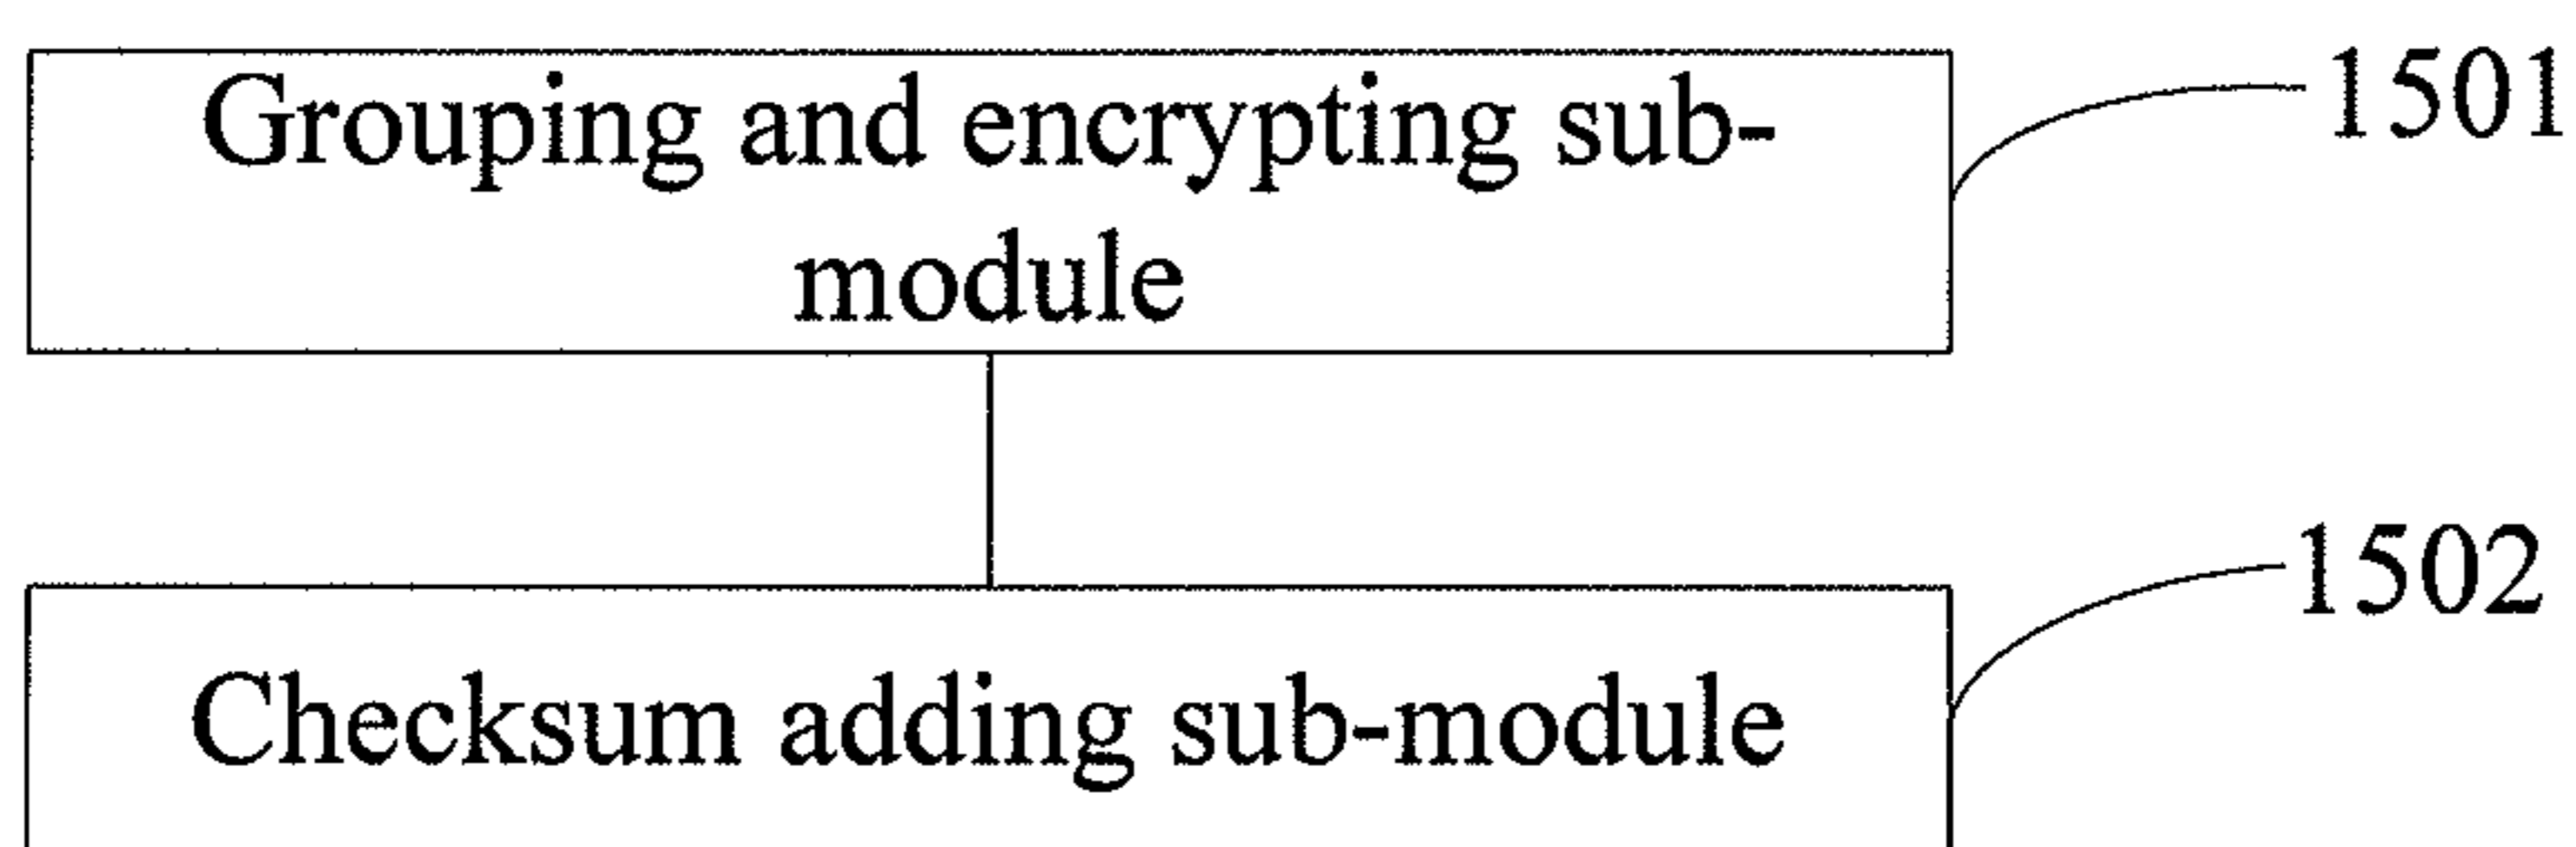 Grouping and encrypting sub-
module
1501
Checksum adding sub-module
1502